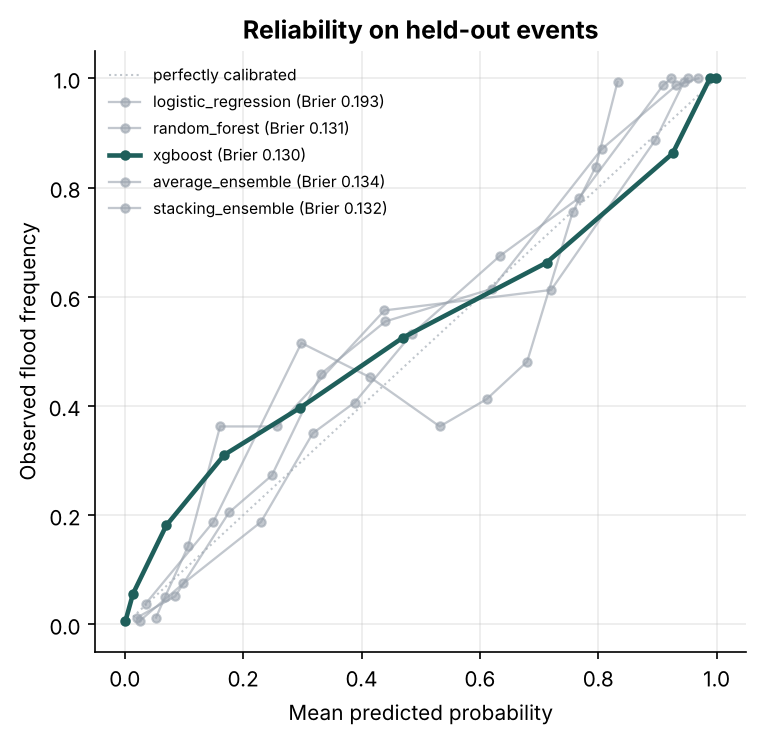 Reliability on held-out events
perfectly calibrated
logistic_regression (Brier 0.193)
random_forest (Brier 0.131)
xgboost (Brier 0.130)
average_ensemble (Brier 0.134)
stacking_ensemble (Brier 0.132)
Observed flood frequency
1.0
0.8
0.6
0.4
0.2
0.0
0.0 0.2 0.4 0.6 0.8 1.0
Mean predicted probability